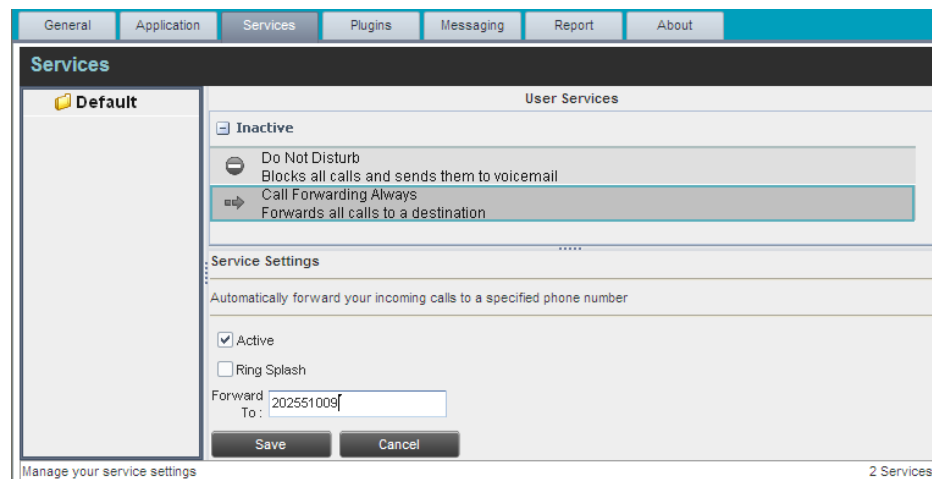 General Application Services Plugins Messaging Report About
Services
Default
User Services
Inactive
Do Not Disturb
Blocks all calls and sends them to voicemail
Call Forwarding Always
Forwards all calls to a destination
Service Settings
Automatically forward your incoming calls to a specified phone number
Active
Ring Splash
Forward
To : 202551009
Save Cancel
Manage your service settings 2 Services